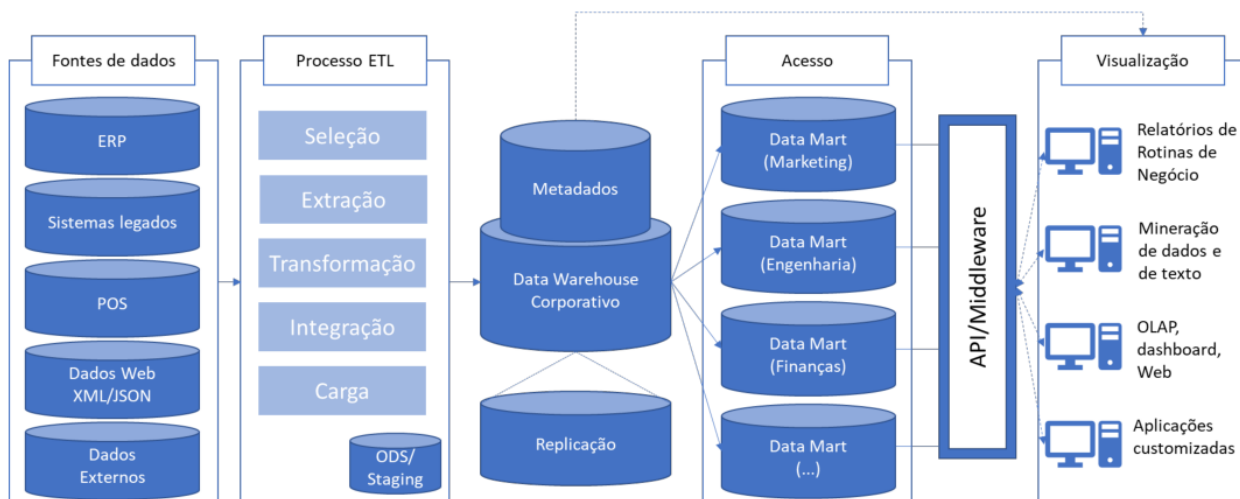 Fontes de dados
ERP
Sistemas legados
POS
Dados Web
XML/JSON
Dados
Externos
Processo ETL
Seleção
Extração
Transformação
Integração
Carga
ODS/
Staging
Metadados
Data Warehouse
Corporativo
Replicação
Acesso
Data Mart
(Marketing)
Data Mart
(Engenharia)
Data Mart
(Finanças)
Data Mart
(...)
API/Middleware
Visualização
Relatórios de
Rotinas de
Negócio
Mineração
de dados e
de texto
OLAP,
dashboard,
Web
Aplicações
customizadas